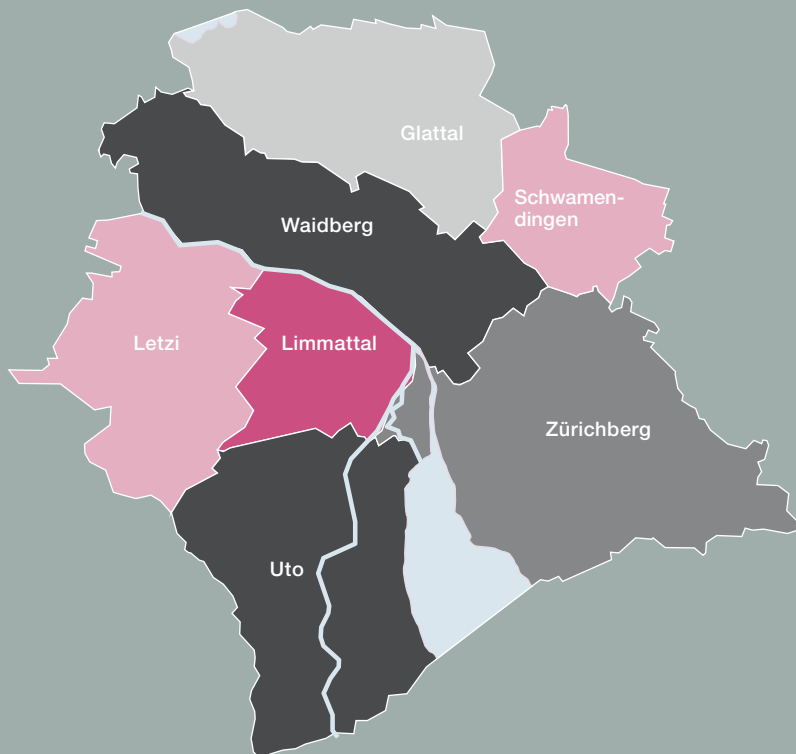 Glattal
Schwamen-
dingen
Waidberg
Letzi
Limmattal
Zürichberg
Uto